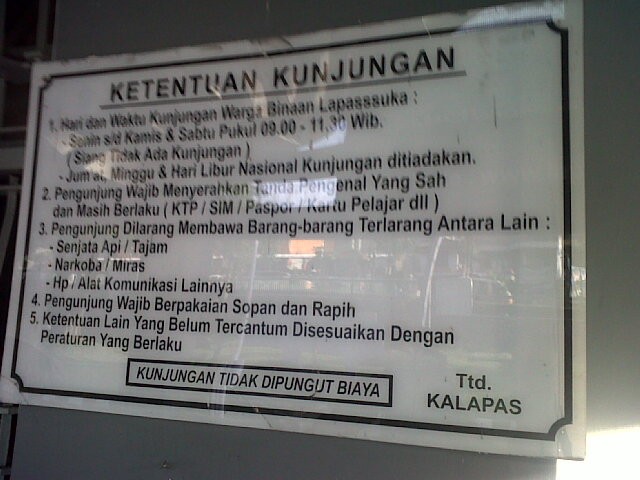 KETENTUAN KUNJUNGAN
1. Hari dan Waktu Kunjungan Warga Binaan Lapasssuka :
- Senin s/d Kamis & Sabtu Pukul 09.00 - 11.30 Wib.
( Siang Tidak Ada Kunjungan )
- Jum'at, Minggu & Hari Libur Nasional Kunjungan ditiadakan.
2. Pengunjung Wajib Menyerahkan Tanda Pengenal Yang Sah
dan Masih Berlaku ( KTP / SIM / Paspor / Kartu Pelajar dll )
3. Pengunjung Dilarang Membawa Barang-barang Terlarang Antara Lain :
- Senjata Api / Tajam
- Narkoba / Miras
- Hp / Alat Komunikasi Lainnya
4. Pengunjung Wajib Berpakaian Sopan dan Rapih
5. Ketentuan Lain Yang Belum Tercantum Disesuaikan Dengan
Peraturan Yang Berlaku
KUNJUNGAN TIDAK DIPUNGUT BIAYA
Ttd.
KALAPAS